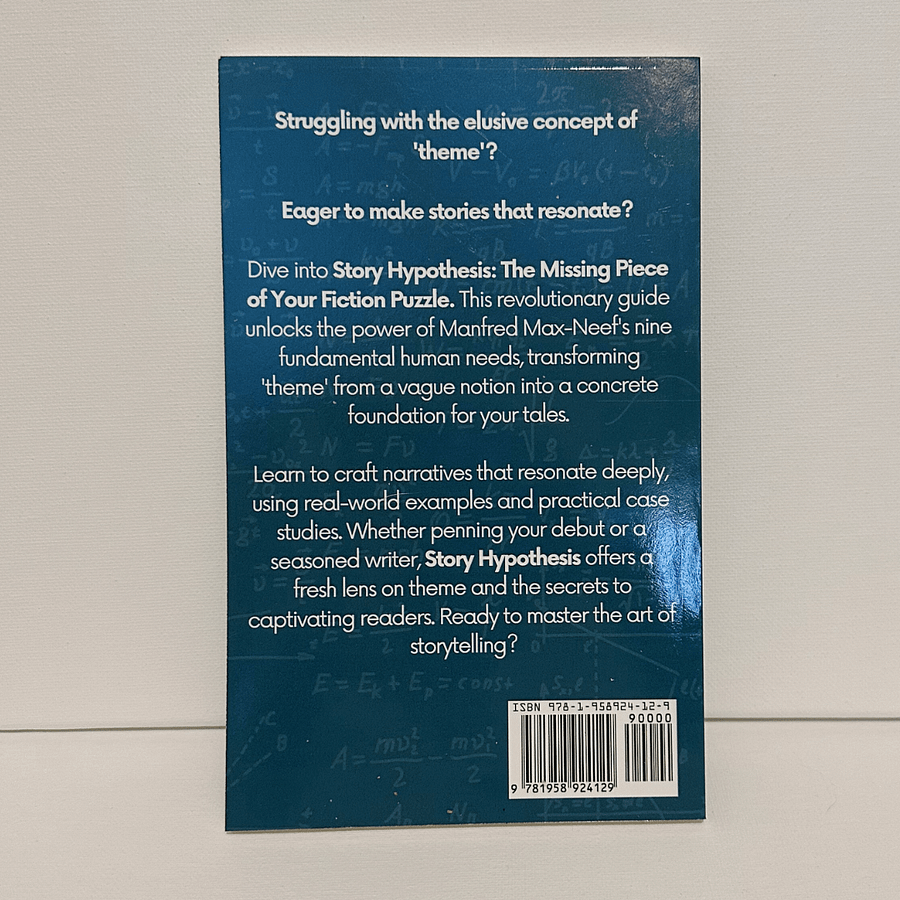 Struggling with the elusive concept of
'theme'?
Eager to make stories that resonate?
Dive into Story Hypothesis: The Missing Piece
of Your Fiction Puzzle. This revolutionary guide
unlocks the power of Manfred Max-Neef's nine
fundamental human needs, transforming
'theme' from a vague notion into a concrete
foundation for your tales.
Learn to craft narratives that resonate deeply,
using real-world examples and practical case
studies. Whether penning your debut or a
seasoned writer, Story Hypothesis offers a
fresh lens on theme and the secrets to
captivating readers. Ready to master the art of
storytelling?
E = Eₖ + Eₚ = const
ISBN 978-1-958924-12-9
90000
9 781958 924129